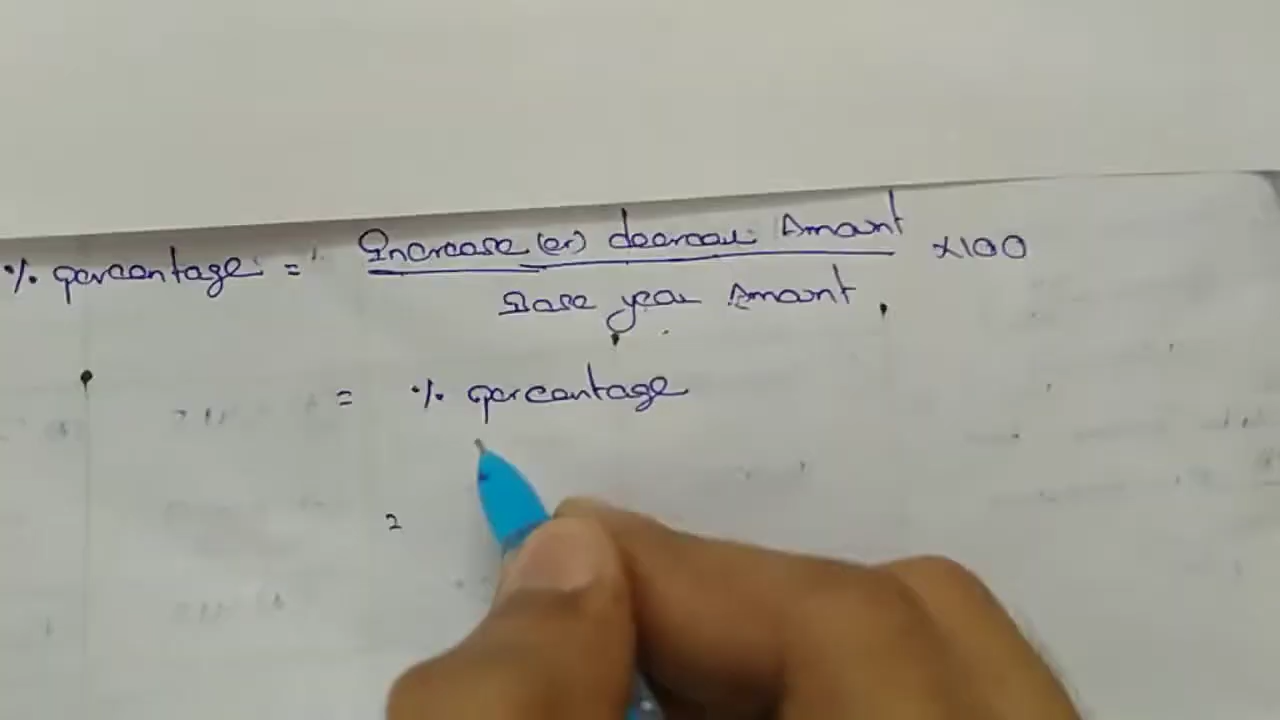 % percentage = Increase (or) decrease Amount ×100
Base year Amount
= % percentage
=